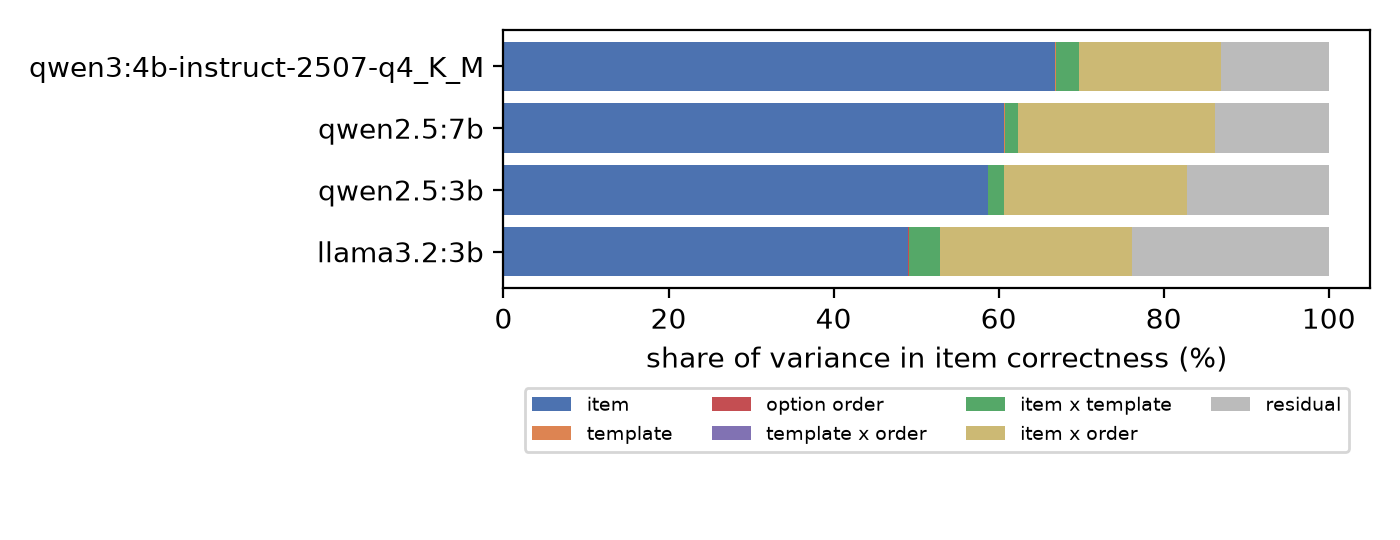 qwen3:4b-instruct-2507-q4_K_M
qwen2.5:7b
qwen2.5:3b
llama3.2:3b
0 20 40 60 80 100
share of variance in item correctness (%)
item option order item x template residual
template template x order item x order